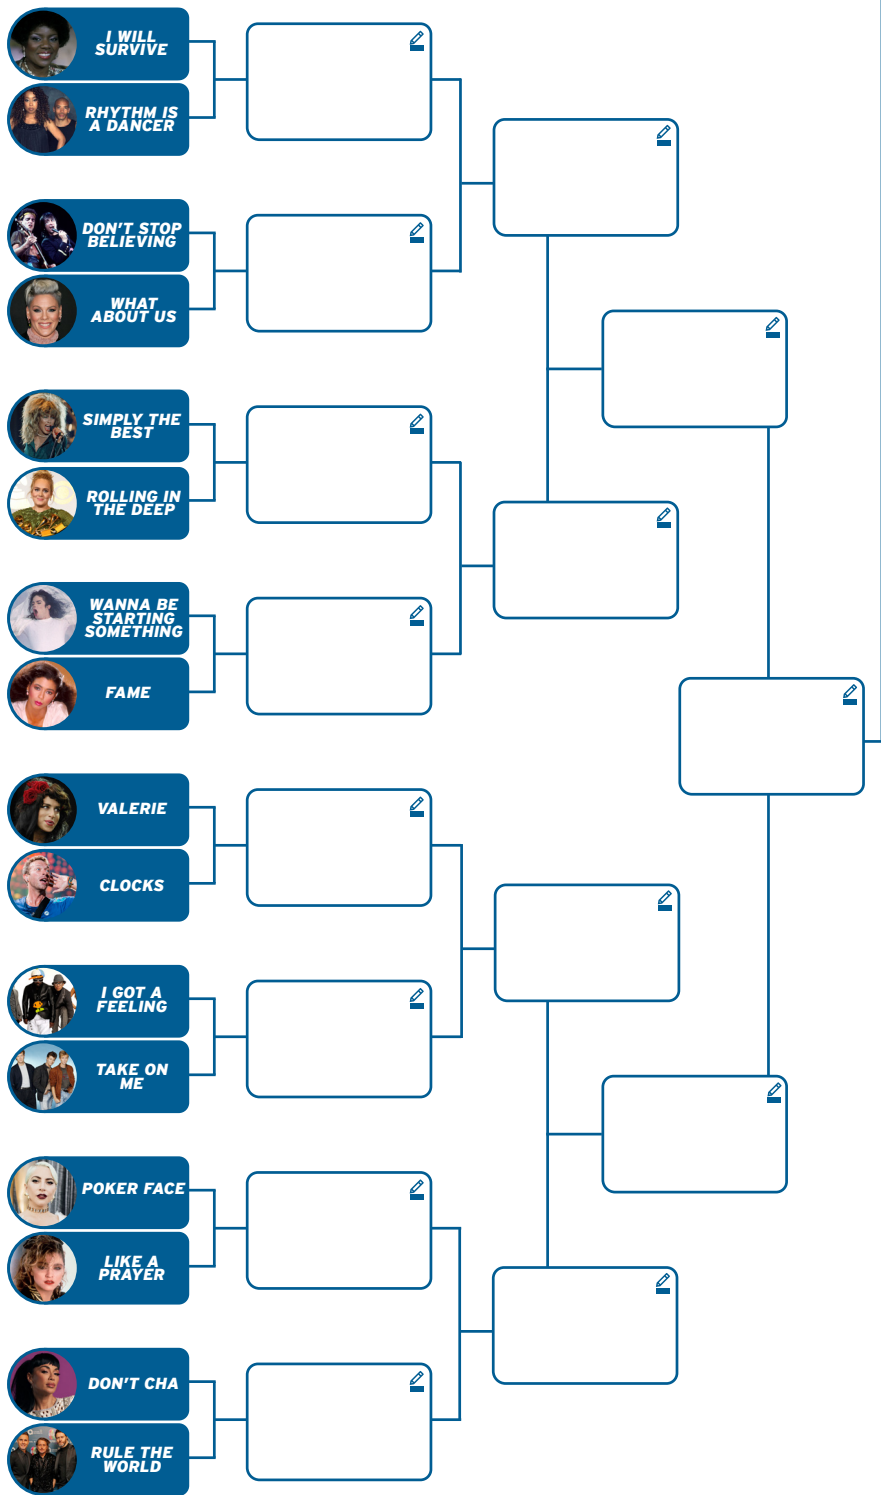 I WILL
SURVIVE
RHYTHM IS
A DANCER
DON'T STOP
BELIEVING
WHAT
ABOUT US
SIMPLY THE
BEST
ROLLING IN
THE DEEP
WANNA BE
STARTING
SOMETHING
FAME
VALERIE
CLOCKS
I GOT A
FEELING
TAKE ON
ME
POKER FACE
LIKE A
PRAYER
DON'T CHA
RULE THE
WORLD